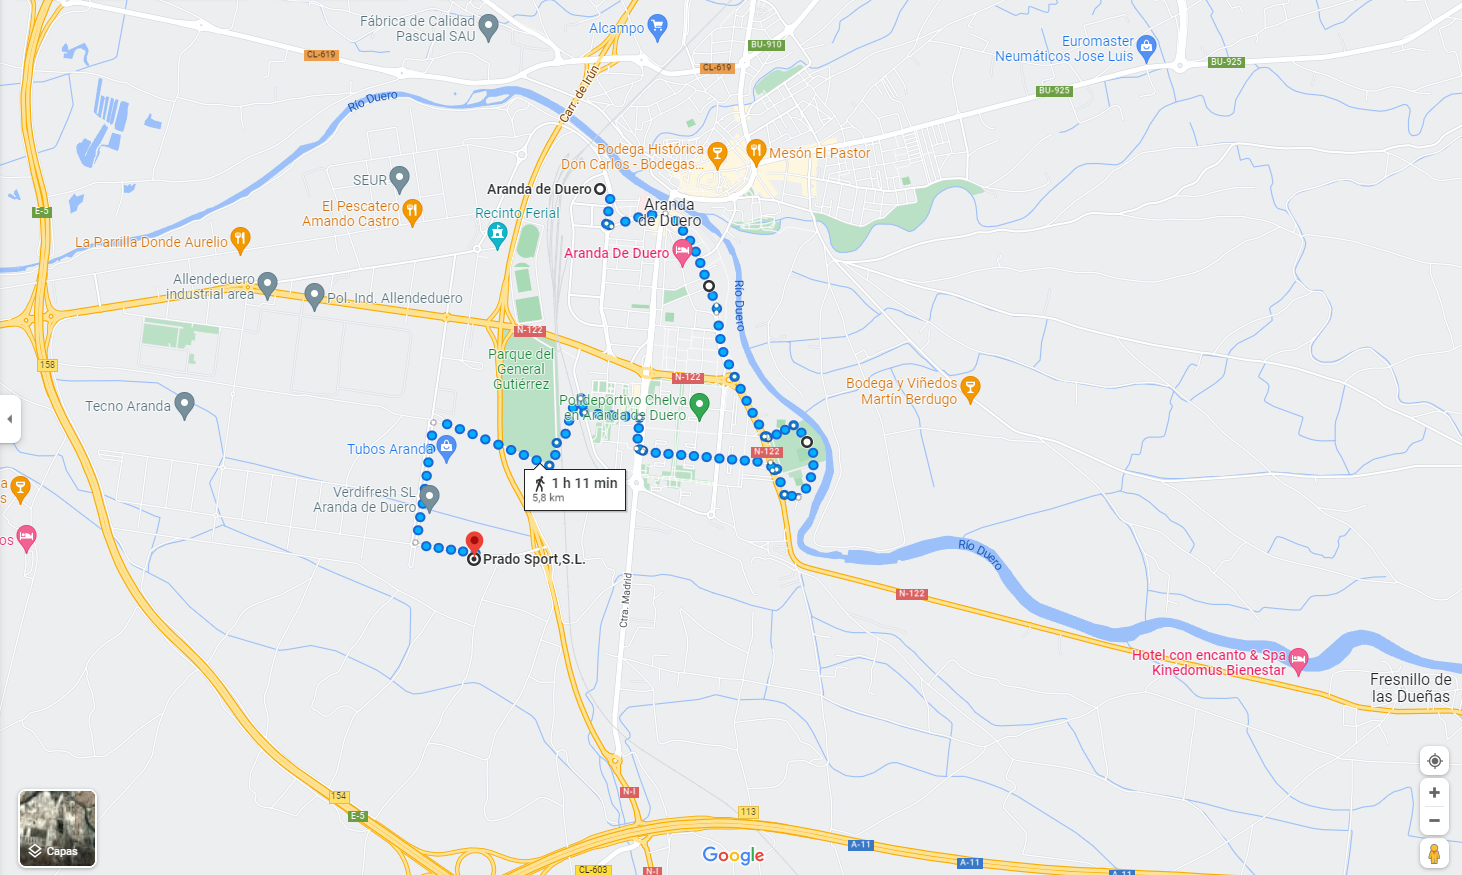 Fábrica de Calidad
Pascual SAU
Alcampo
BU-910
Euromaster
Neumáticos Jose Luis
BU-925
CL-619
CL-619
BU-925
Carr. de Irún
Río Duero
Bodega Histórica
Don Carlos - Bodegas...
Mesón El Pastor
SEUR
Aranda de Duero
El Pescatero
Amando Castro
Recinto Ferial
Aranda
de Duero
E-5
La Parrilla Donde Aurelio
Aranda De Duero
Allendeduero
industrial area
Pol. Ind. Allendeduero
Río Duero
N-122
158
Parque del
General
Gutiérrez
N-122
Bodega y Viñedos
Martín Berdugo
Tecno Aranda
Polideportivo Chelva
en Aranda de Duero
Tubos Aranda
N-122
a
s
1 h 11 min
5,8 km
Verdifresh SL
Aranda de Duero
os
Prado Sport,S.L.
Río Duero
Ctra. Madrid
N-122
Hotel con encanto & Spa
Kinedomus Bienestar
Fresnillo de
las Dueñas
154
E-5
N-I
113
A-11
A-11
A-11
Capas
Google
CL-603
N-I